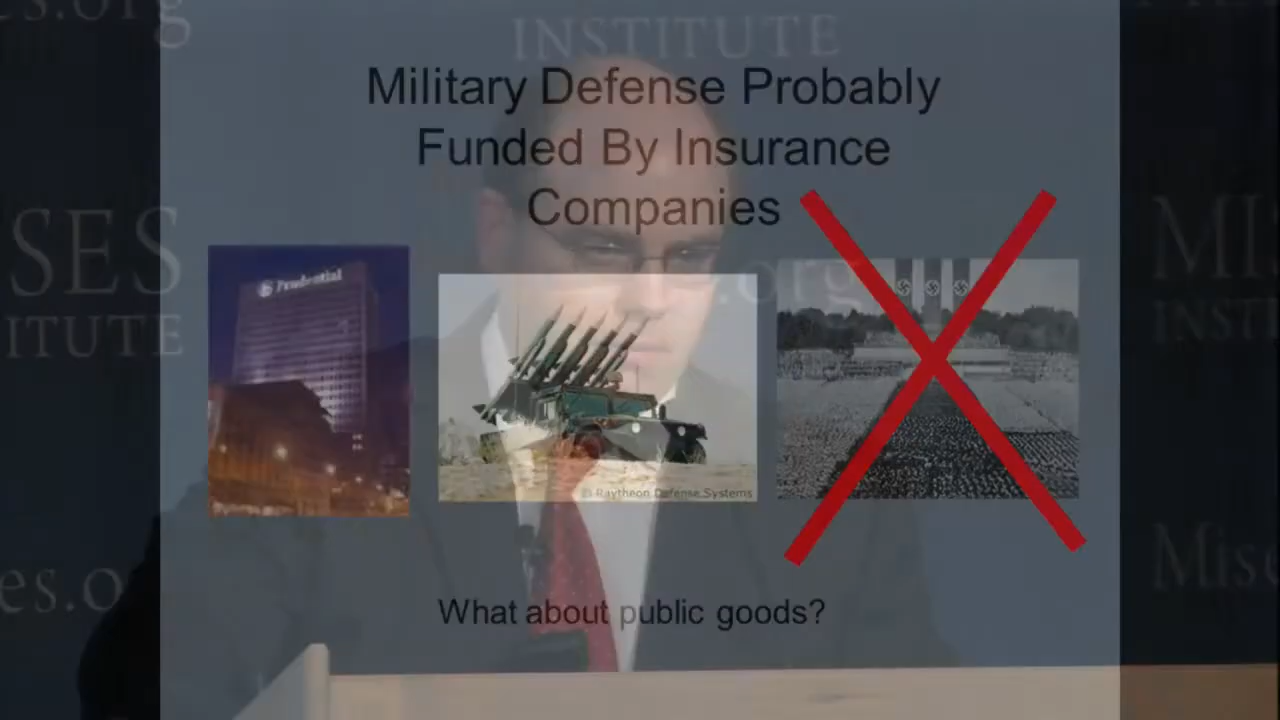 es.org
INSTITUTE
Military Defense Probably
Funded By Insurance
Companies
SES
ITUTE
.org
MI
INSTI
Prudential
© Raytheon Defense Systems
es.o
Mise
What about public goods?